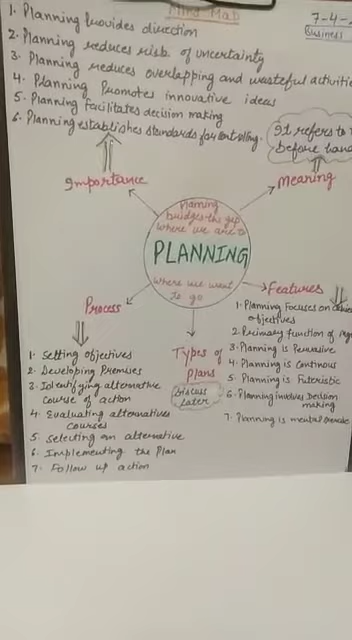 Mind Map
7-4-
Business
1. Planning Provides direction
2. Planning reduces risk of uncertainty
3. Planning reduces overlapping and wasteful activitie
4. Planning Promotes innovative ideas
5. Planning facilitates decision making
6. Planning establishes standards for controlling.
It refers to
before hand
Importance
Meaning
Planning
bridges the gap
where we are to
PLANNING
where we want
to go
Process
Features
1. Setting objectives
2. Developing Premises
3. Identifying alternative
course of action
4. Evaluating alternatives
courses
5. Selecting an alternative
6. Implementing the Plan
7. Follow up action
Types of
plans
Discuss
later
1. Planning Focuses on
objectives
2. Primary function of
3. Planning is Pervasive
4. Planning is Continous
5. Planning is Futuristic
6. Planning involves Decision
making
7. Planning is mental